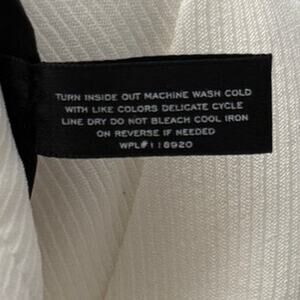 TURN INSIDE OUT MACHINE WASH COLD
WITH LIKE COLORS DELICATE CYCLE
LINE DRY DO NOT BLEACH COOL IRON
ON REVERSE IF NEEDED
WPL#118920